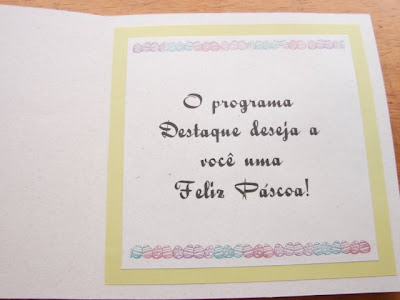 O programa
Destaque deseja a
você uma
Feliz Páscoa!